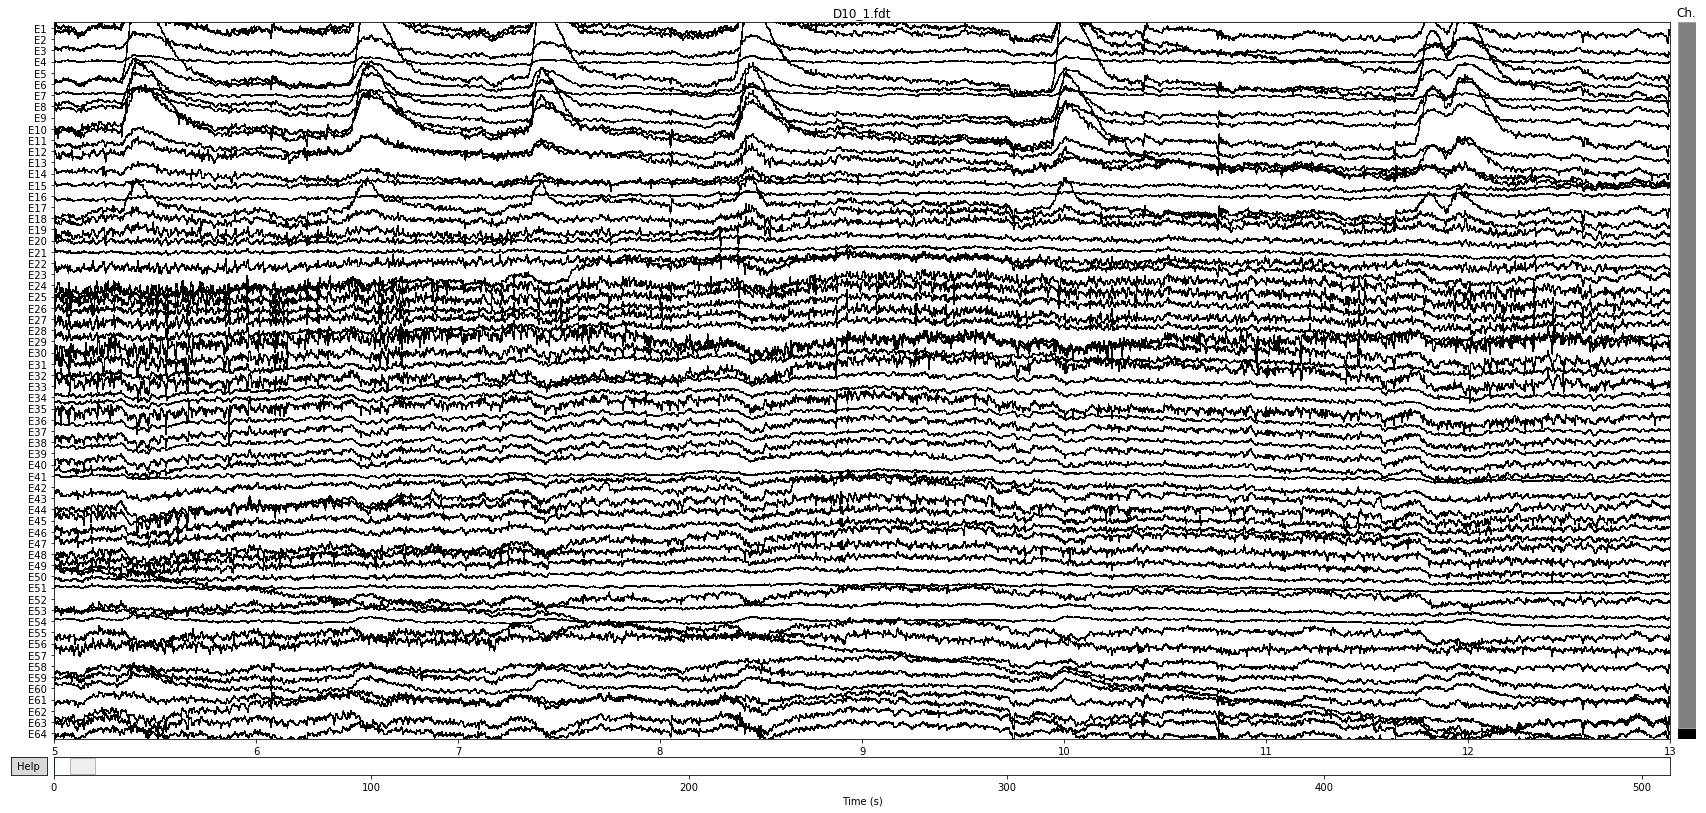 D10_1.fdt
Ch.
E1
E2
E3
E4
E5
E6
E7
E8
E9
E10
E11
E12
E13
E14
E15
E16
E17
E18
E19
E20
E21
E22
E23
E24
E25
E26
E27
E28
E29
E30
E31
E32
E33
E34
E35
E36
E37
E38
E39
E40
E41
E42
E43
E44
E45
E46
E47
E48
E49
E50
E51
E52
E53
E54
E55
E56
E57
E58
E59
E60
E61
E62
E63
E64
5 6 7 8 9 10 11 12 13
Help
0 100 200 300 400 500
Time (s)